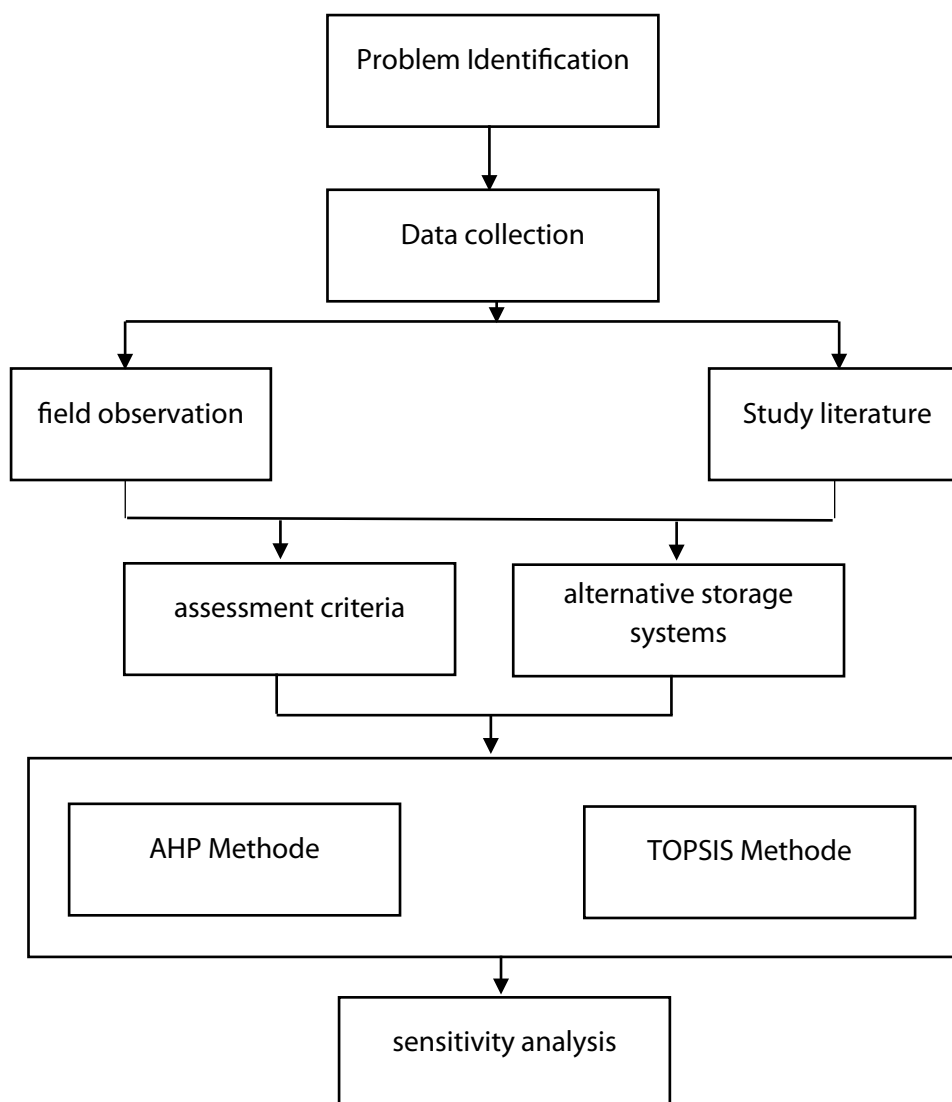 Problem Identification
Data collection
field observation
Study literature
assessment criteria
alternative storage
systems
AHP Methode
TOPSIS Methode
sensitivity analysis